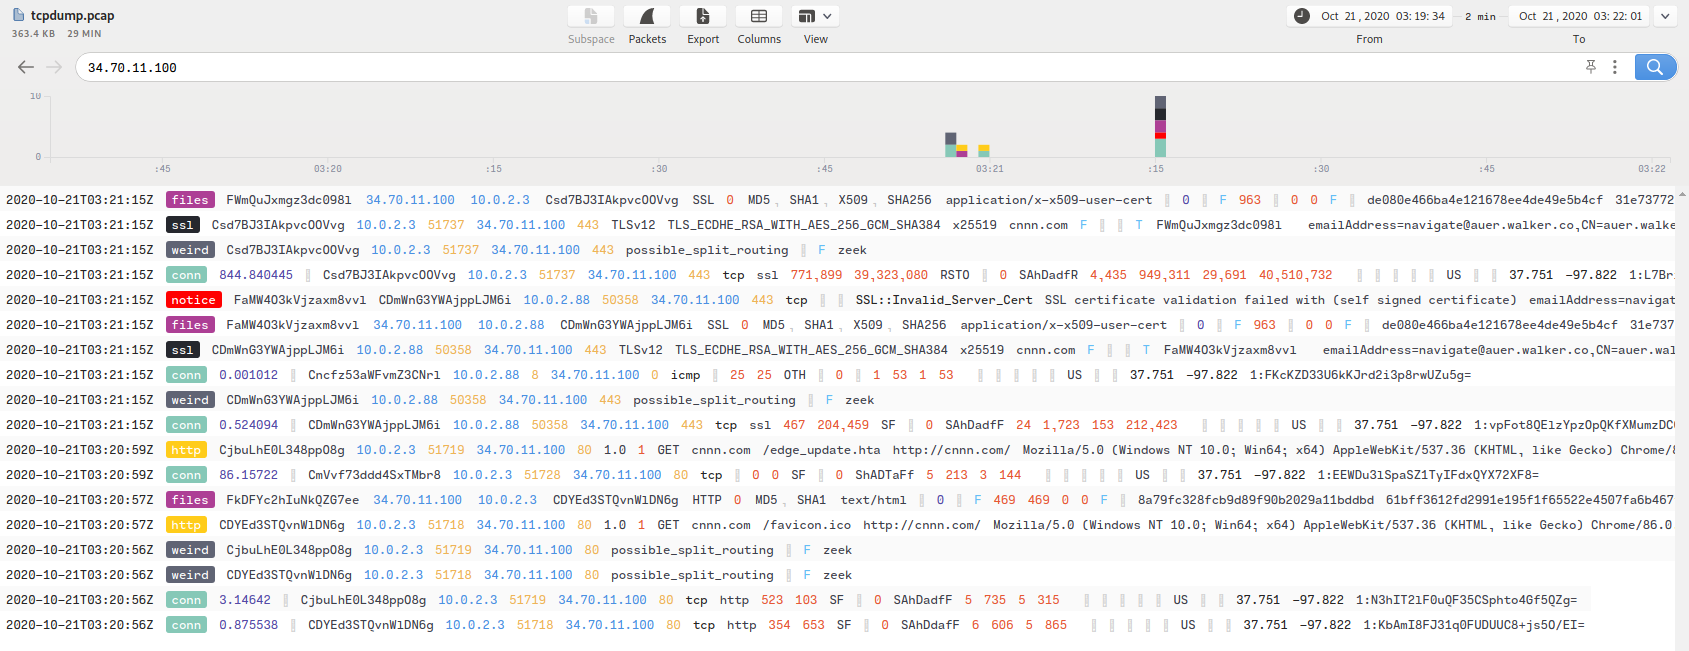 tcpdump.pcap
363.4 KB 29 MIN
Subspace Packets Export Columns View
Oct 21 , 2020 03: 19: 34 2 min Oct 21 , 2020 03: 22: 01
From To
34.70.11.100
10
0
:45 03:20 :15 :30 :45 03:21 :15 :30 :45 03:22
2020-10-21T03:21:15Z files FWmQuJxmgz3dc098l 34.70.11.100 10.0.2.3 Csd7BJ3IAkpvcOOVvg SSL 0 MD5, SHA1, X509, SHA256 application/x-x509-user-cert 0 F 963 0 0 F de080e466ba4e121678ee4de49e5b4cf 31e73772
2020-10-21T03:21:15Z ssl Csd7BJ3IAkpvcOOVvg 10.0.2.3 51737 34.70.11.100 443 TLSv12 TLS_ECDHE_RSA_WITH_AES_256_GCM_SHA384 x25519 cnnn.com F T FWmQuJxmgz3dc098l emailAddress=navigate@auer.walker.co,CN=auer.walke
2020-10-21T03:21:15Z weird Csd7BJ3IAkpvcOOVvg 10.0.2.3 51737 34.70.11.100 443 possible_split_routing F zeek
2020-10-21T03:21:15Z conn 844.840445 Csd7BJ3IAkpvcOOVvg 10.0.2.3 51737 34.70.11.100 443 tcp ssl 771,899 39,323,080 RSTO 0 SAhDadfR 4,435 949,311 29,691 40,510,732 US 37.751 -97.822 1:L7Br
2020-10-21T03:21:15Z notice FaMW4O3kVjzaxm8vvl CDmWnG3YWAjppLJM6i 10.0.2.88 50358 34.70.11.100 443 tcp SSL::Invalid_Server_Cert SSL certificate validation failed with (self signed certificate) emailAddress=navigat
2020-10-21T03:21:15Z files FaMW4O3kVjzaxm8vvl 34.70.11.100 10.0.2.88 CDmWnG3YWAjppLJM6i SSL 0 MD5, SHA1, X509, SHA256 application/x-x509-user-cert 0 F 963 0 0 F de080e466ba4e121678ee4de49e5b4cf 31e737
2020-10-21T03:21:15Z ssl CDmWnG3YWAjppLJM6i 10.0.2.88 50358 34.70.11.100 443 TLSv12 TLS_ECDHE_RSA_WITH_AES_256_GCM_SHA384 x25519 cnnn.com F T FaMW4O3kVjzaxm8vvl emailAddress=navigate@auer.walker.co,CN=auer.wal
2020-10-21T03:21:15Z conn 0.001012 Cncfz53aWFvmZ3CNrl 10.0.2.88 8 34.70.11.100 0 icmp 25 25 OTH 0 1 53 1 53 US 37.751 -97.822 1:FKcKZD33U6kKJrd2i3p8rwUZu5g=
2020-10-21T03:21:15Z weird CDmWnG3YWAjppLJM6i 10.0.2.88 50358 34.70.11.100 443 possible_split_routing F zeek
2020-10-21T03:21:15Z conn 0.524094 CDmWnG3YWAjppLJM6i 10.0.2.88 50358 34.70.11.100 443 tcp ssl 467 204,459 SF 0 SAhDadfF 24 1,723 153 212,423 US 37.751 -97.822 1:vpFot8QElzYpzOpQKfXMumzDC
2020-10-21T03:20:59Z http CjbuLhE0L348ppO8g 10.0.2.3 51719 34.70.11.100 80 1.0 1 GET cnnn.com /edge_update.hta http://cnnn.com/ Mozilla/5.0 (Windows NT 10.0; Win64; x64) AppleWebKit/537.36 (KHTML, like Gecko) Chrome/8
2020-10-21T03:20:59Z conn 86.15722 CmVvf73ddd4SxTMbr8 10.0.2.3 51728 34.70.11.100 80 tcp 0 0 SF 0 ShADTaFf 5 213 3 144 US 37.751 -97.822 1:EEWDu3lSpaSZ1TyIFdxQYX72XF8=
2020-10-21T03:20:57Z files FkDFYc2hIuNkQZG7ee 34.70.11.100 10.0.2.3 CDYEd3STQvnWlDN6g HTTP 0 MD5, SHA1 text/html 0 F 469 469 0 0 F 8a79fc328fcb9d89f90b2029a11bddbd 61bff3612fd2991e195f1f65522e4507fa6b467
2020-10-21T03:20:57Z http CDYEd3STQvnWlDN6g 10.0.2.3 51718 34.70.11.100 80 1.0 1 GET cnnn.com /favicon.ico http://cnnn.com/ Mozilla/5.0 (Windows NT 10.0; Win64; x64) AppleWebKit/537.36 (KHTML, like Gecko) Chrome/86.0
2020-10-21T03:20:56Z weird CjbuLhE0L348ppO8g 10.0.2.3 51719 34.70.11.100 80 possible_split_routing F zeek
2020-10-21T03:20:56Z weird CDYEd3STQvnWlDN6g 10.0.2.3 51718 34.70.11.100 80 possible_split_routing F zeek
2020-10-21T03:20:56Z conn 3.14642 CjbuLhE0L348ppO8g 10.0.2.3 51719 34.70.11.100 80 tcp http 523 103 SF 0 SAhDadfF 5 735 5 315 US 37.751 -97.822 1:N3hIT2lF0uQF35CSphto4Gf5QZg=
2020-10-21T03:20:56Z conn 0.875538 CDYEd3STQvnWlDN6g 10.0.2.3 51718 34.70.11.100 80 tcp http 354 653 SF 0 SAhDdafF 6 606 5 865 US 37.751 -97.822 1:KbAmI8FJ31q0FUDUUC8+js5O/EI=